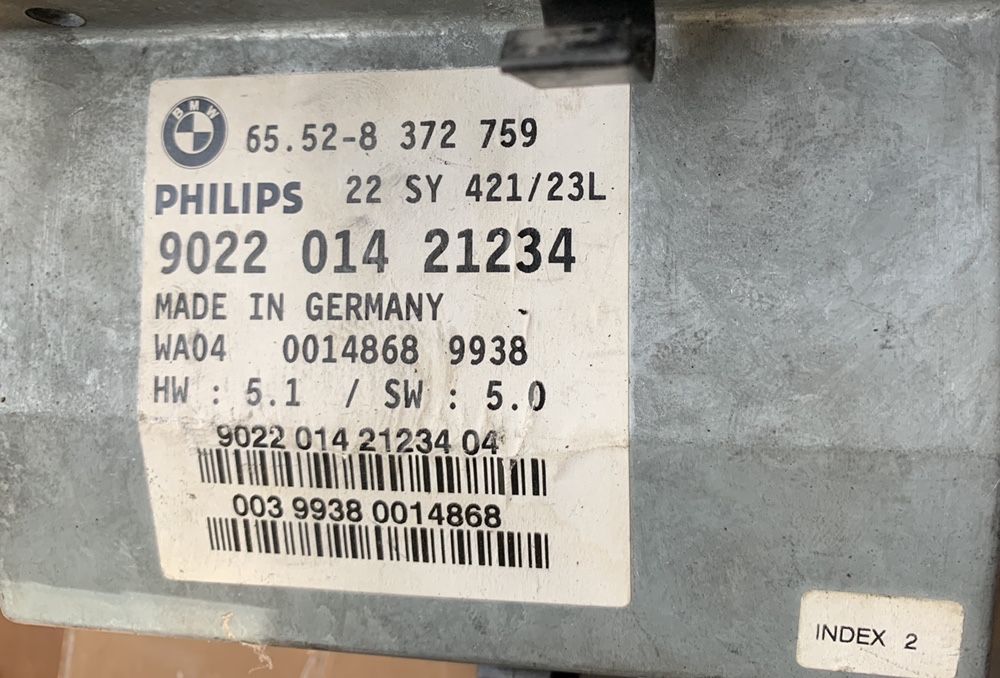 BMW
65.52-8 372 759
PHILIPS 22 SY 421/23L
9022 014 21234
MADE IN GERMANY
WA04 0014868 9938
HW : 5.1 / SW : 5.0
9022 014 21234 04
003 9938 0014868
INDEX 2